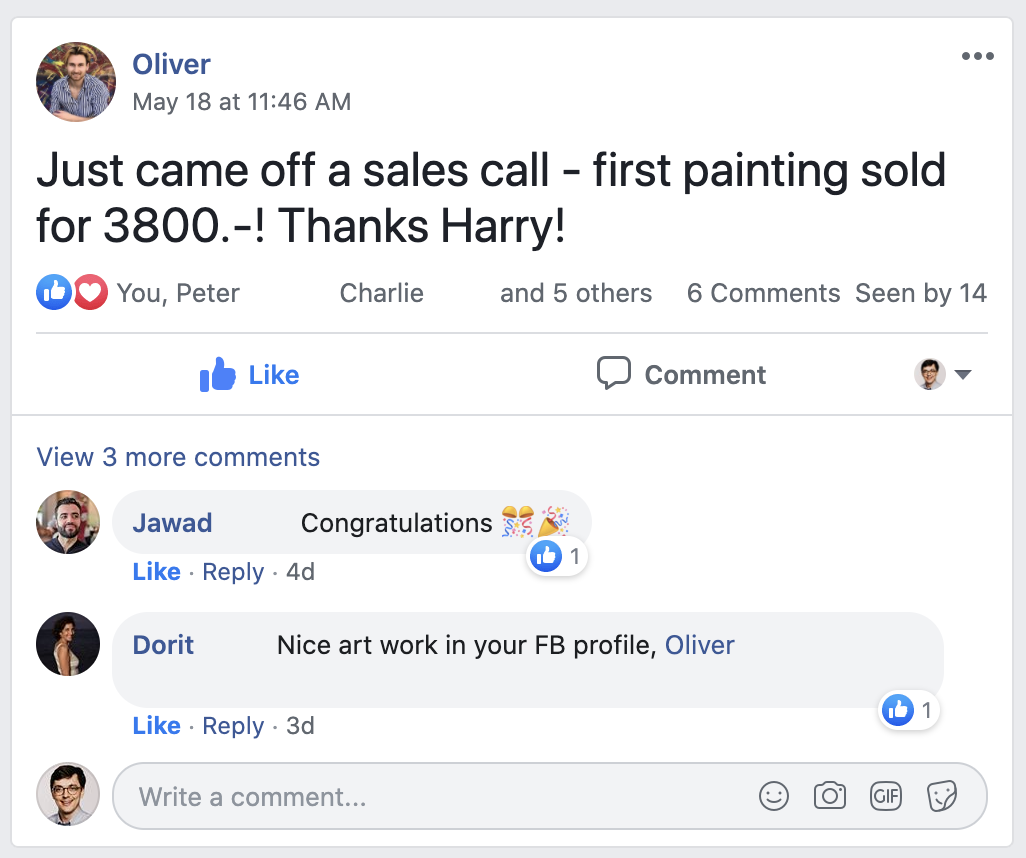 Oliver
May 18 at 11:46 AM
Just came off a sales call - first painting sold
for 3800.-! Thanks Harry!
You, Peter Charlie and 5 others 6 Comments Seen by 14
Like Comment
View 3 more comments
Jawad Congratulations 🎊🎉
1
Like · Reply · 4d
Dorit Nice art work in your FB profile, Oliver
1
Like · Reply · 3d
Write a comment...
GIF